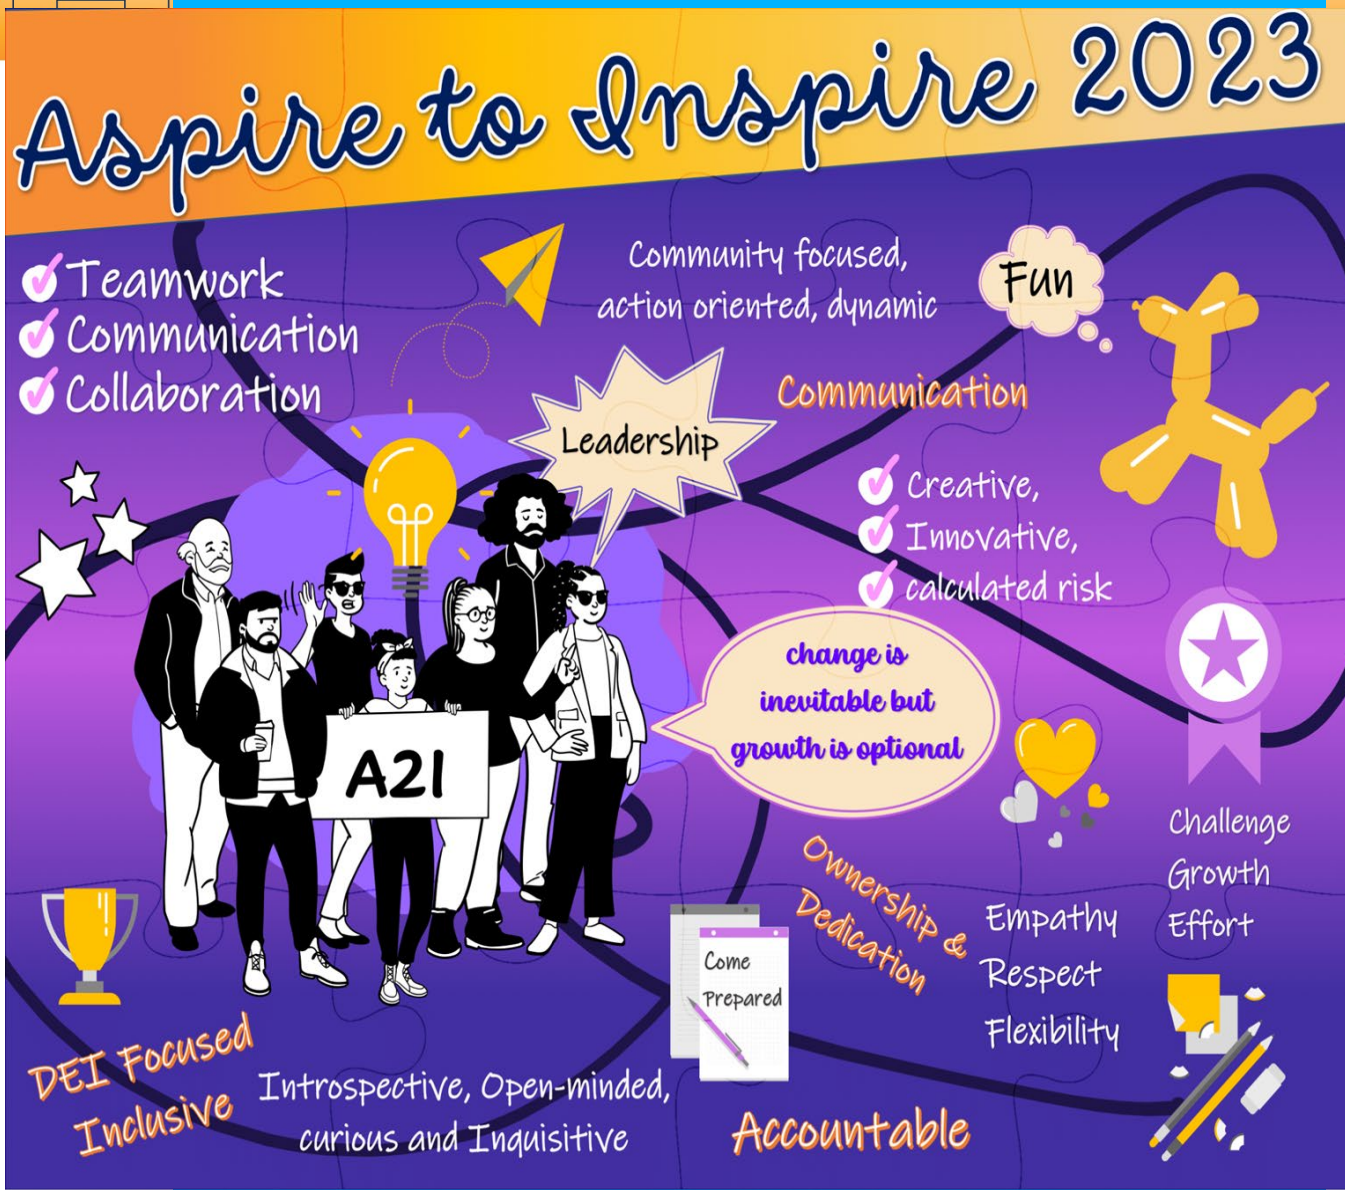 Aspire to Inspire 2023
Teamwork
Communication
Collaboration
Community focused,
action oriented, dynamic
Fun
Leadership
Communication
Creative,
Innovative,
calculated risk
change is
inevitable but
growth is optional
A2I
Challenge
Growth
Effort
Ownership &
Dedication
Empathy
Respect
Flexibility
Come
Prepared
DEI Focused
Inclusive
Introspective, Open-minded,
curious and Inquisitive
Accountable